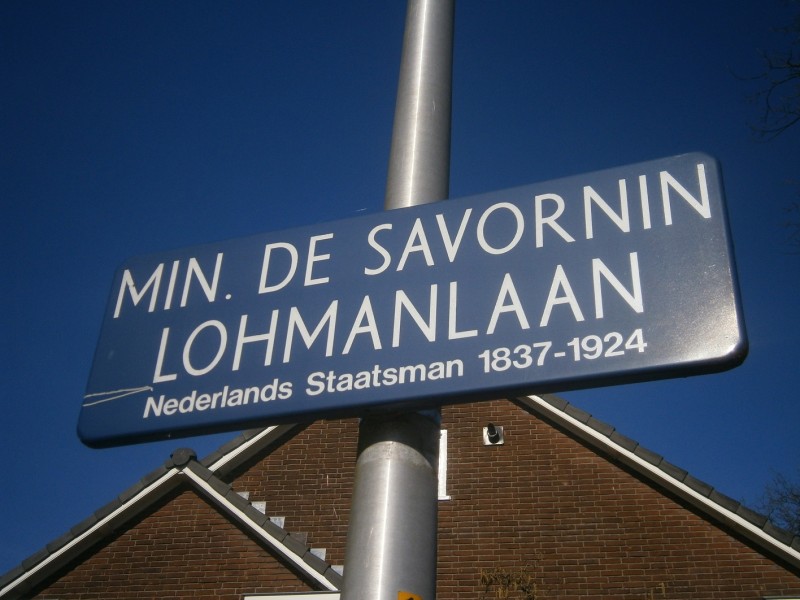 MIN. DE SAVORNIN
LOHMANLAAN
Nederlands Staatsman 1837-1924